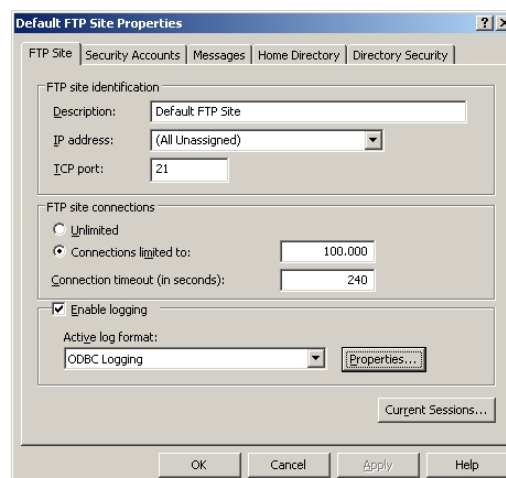 Default FTP Site Properties
FTP Site Security Accounts Messages Home Directory Directory Security
FTP site identification
Description: Default FTP Site
IP address: (All Unassigned)
TCP port: 21
FTP site connections
Unlimited
Connections limited to: 100.000
Connection timeout (in seconds): 240
Enable logging
Active log format:
ODBC Logging Properties...
Current Sessions...
OK Cancel Apply Help